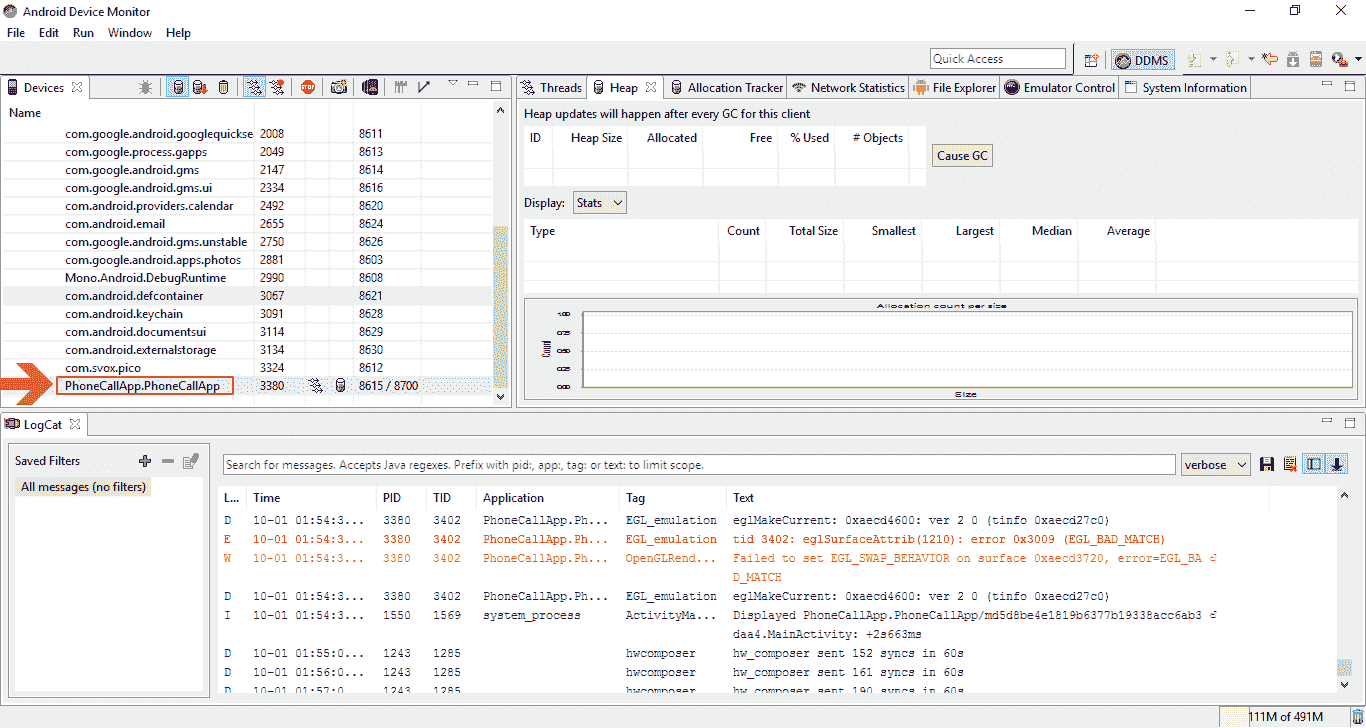 Android Device Monitor
File Edit Run Window Help
Quick Access
DDMS
Devices
Name
com.google.android.googlequickse 2008 8611
com.google.process.gapps 2049 8613
com.google.android.gms 2147 8614
com.google.android.gms.ui 2334 8616
com.android.providers.calendar 2492 8620
com.android.email 2655 8624
com.google.android.gms.unstable 2750 8626
com.google.android.apps.photos 2881 8603
Mono.Android.DebugRuntime 2990 8608
com.android.defcontainer 3067 8621
com.android.keychain 3091 8628
com.android.documentsui 3114 8629
com.android.externalstorage 3134 8630
com.svox.pico 3324 8612
PhoneCallApp.PhoneCallApp 3380 8615 / 8700
Threads Heap Allocation Tracker Network Statistics File Explorer Emulator Control System Information
Heap updates will happen after every GC for this client
ID Heap Size Allocated Free % Used # Objects
Cause GC
Display: Stats
Type Count Total Size Smallest Largest Median Average
Allocation count per size
1.00
0.75
0.50
0.25
0.00
Count
Size
LogCat
Saved Filters
All messages (no filters)
Search for messages. Accepts Java regexes. Prefix with pid:, app:, tag: or text: to limit scope.
verbose
L... Time PID TID Application Tag Text
D 10-01 01:54:3... 3380 3402 PhoneCallApp.Ph... EGL_emulation eglMakeCurrent: 0xaecd4600: ver 2 0 (tinfo 0xaecd27c0)
E 10-01 01:54:3... 3380 3402 PhoneCallApp.Ph... EGL_emulation tid 3402: eglSurfaceAttrib(1210): error 0x3009 (EGL_BAD_MATCH)
W 10-01 01:54:3... 3380 3402 PhoneCallApp.Ph... OpenGLRend... Failed to set EGL_SWAP_BEHAVIOR on surface 0xaecd3720, error=EGL_BA
D_MATCH
D 10-01 01:54:3... 3380 3402 PhoneCallApp.Ph... EGL_emulation eglMakeCurrent: 0xaecd4600: ver 2 0 (tinfo 0xaecd27c0)
I 10-01 01:54:3... 1550 1569 system_process ActivityMa... Displayed PhoneCallApp.PhoneCallApp/md5d8be4e1819b6377b19338acc6ab3
daa4.MainActivity: +2s663ms
D 10-01 01:55:0... 1243 1285 hwcomposer hw_composer sent 152 syncs in 60s
D 10-01 01:56:0... 1243 1285 hwcomposer hw_composer sent 161 syncs in 60s
D 10-01 01:57:0 1243 1285 hwcomposer hw_composer sent 190 syncs in 60s
111M of 491M